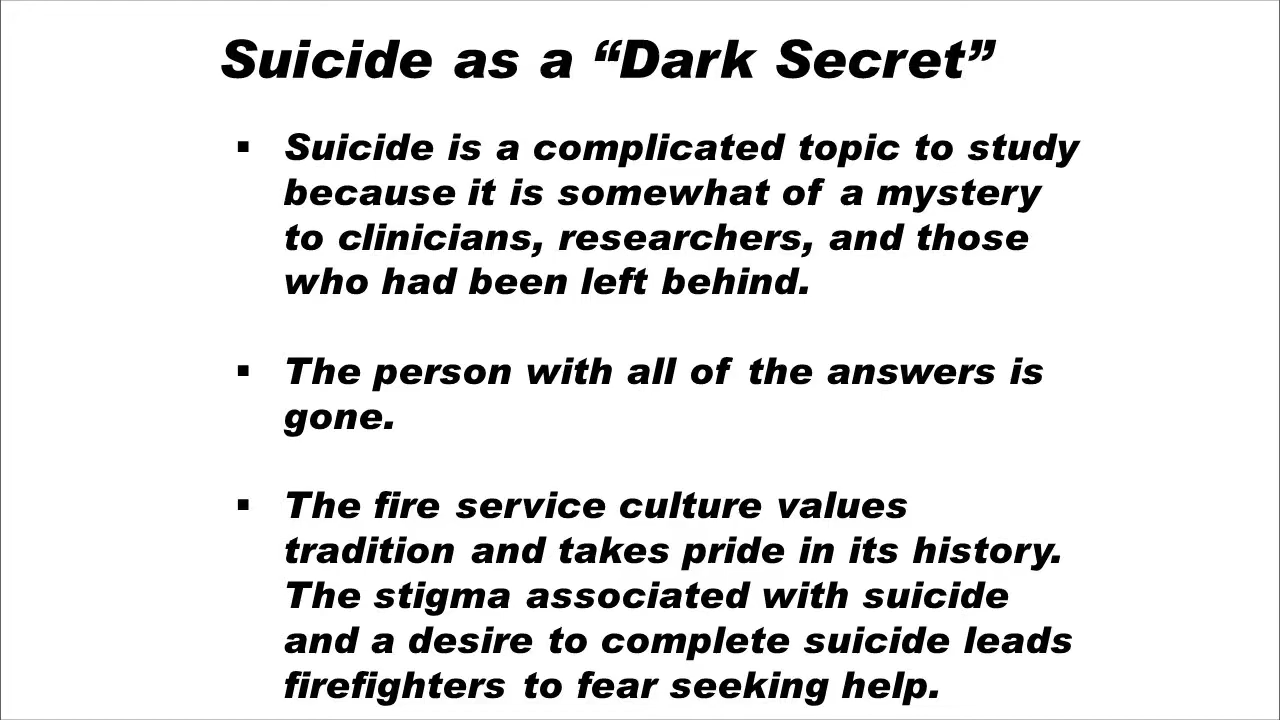 Suicide as a “Dark Secret”
▪ Suicide is a complicated topic to study
because it is somewhat of a mystery
to clinicians, researchers, and those
who had been left behind.
▪ The person with all of the answers is
gone.
▪ The fire service culture values
tradition and takes pride in its history.
The stigma associated with suicide
and a desire to complete suicide leads
firefighters to fear seeking help.